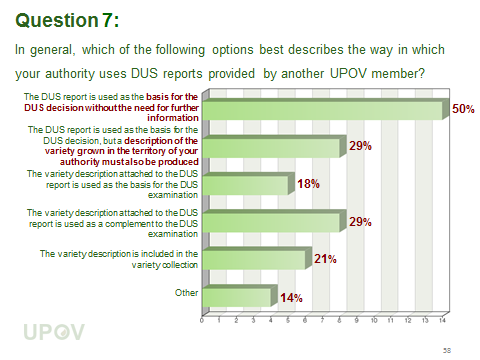 Question 7:
In general, which of the following options best describes the way in which
your authority uses DUS reports provided by another UPOV member?
The DUS report is used as the basis for the
DUS decision without the need for further
information
50%
The DUS report is used as the basis for the
DUS decision, but a description of the
variety grown in the territory of your
authority must also be produced
29%
The variety description attached to the DUS
report is used as the basis for the DUS
examination
18%
The variety description attached to the DUS
report is used as a complement to the DUS
examination
29%
The variety description is included in the
variety collection
21%
Other
14%
0 1 2 3 4 5 6 7 8 9 10 11 12 13 14
UPOV
58